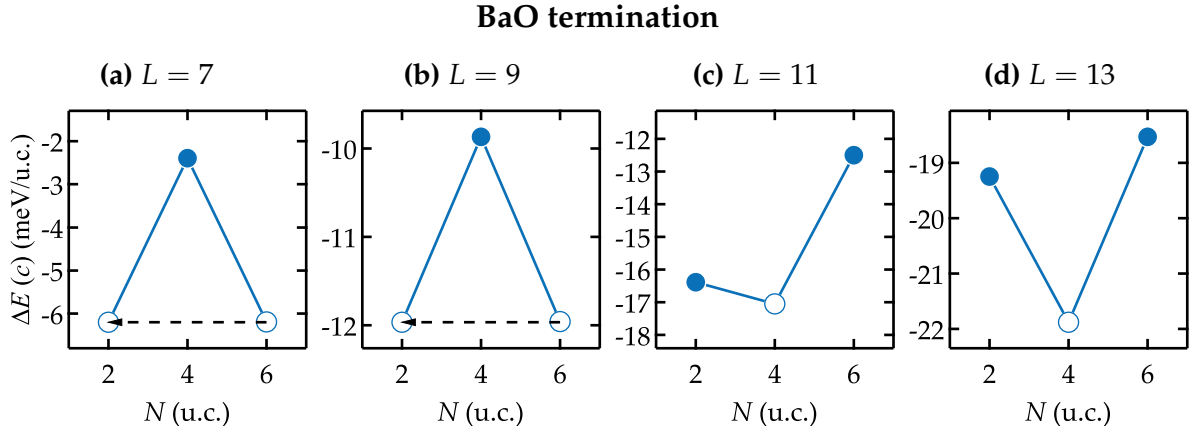 BaO termination
(a) L = 7
(b) L = 9
(c) L = 11
(d) L = 13
ΔE (c) (meV/u.c.)
-2
-3
-4
-5
-6
2 4 6
N (u.c.)
-10
-11
-12
2 4 6
N (u.c.)
-12
-13
-14
-15
-16
-17
-18
2 4 6
N (u.c.)
-19
-20
-21
-22
2 4 6
N (u.c.)